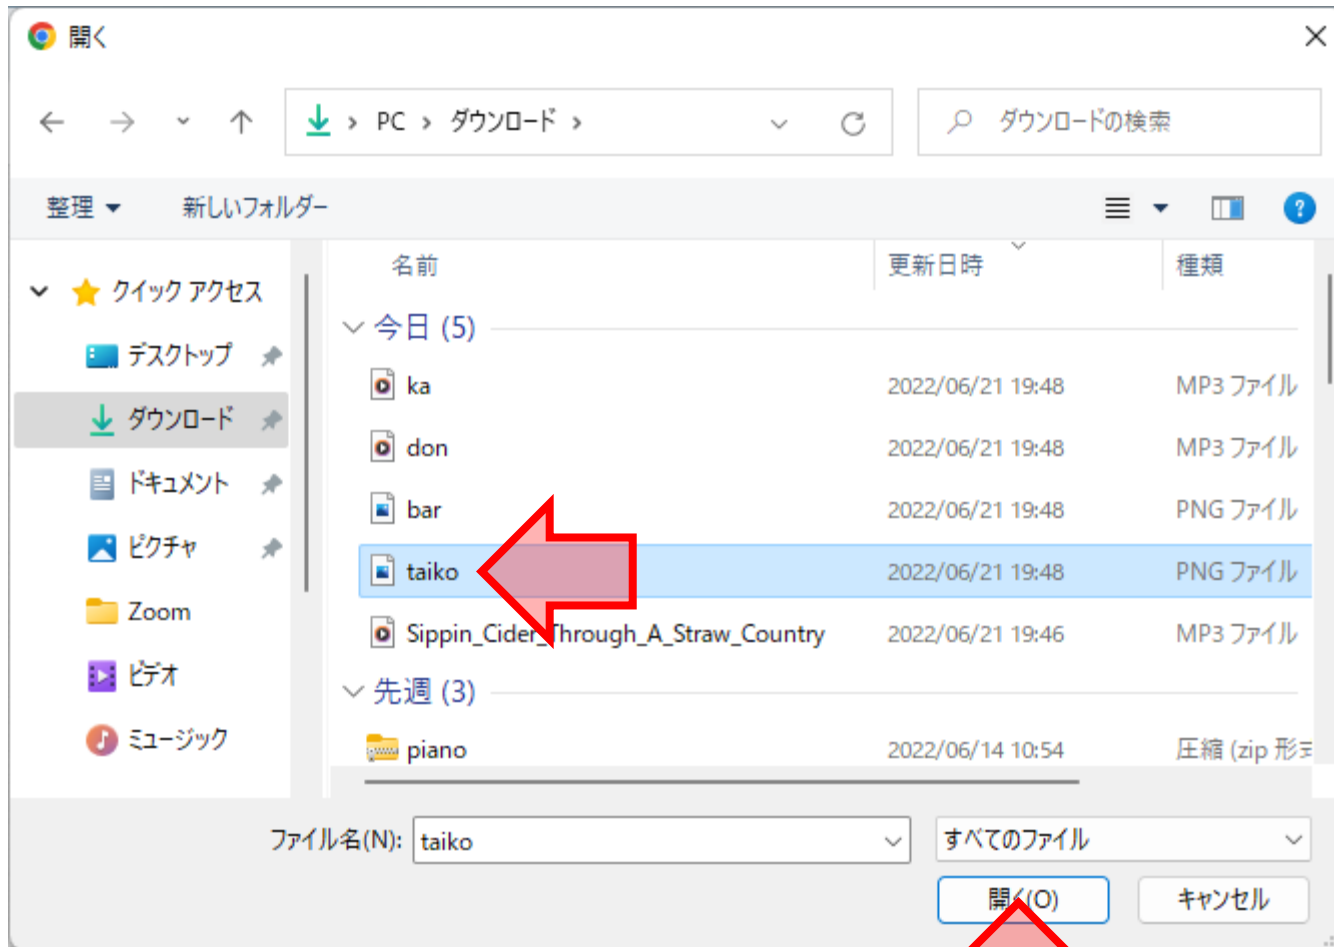 開く
PC › ダウンロード ›
ダウンロードの検索
整理
新しいフォルダー
名前 更新日時 種類
クイック アクセス
デスクトップ
ダウンロード
ドキュメント
ピクチャ
Zoom
ビデオ
ミュージック
今日 (5)
ka 2022/06/21 19:48 MP3 ファイル
don 2022/06/21 19:48 MP3 ファイル
bar 2022/06/21 19:48 PNG ファイル
taiko 2022/06/21 19:48 PNG ファイル
Sippin_Cider_Through_A_Straw_Country 2022/06/21 19:46 MP3 ファイル
先週 (3)
piano 2022/06/14 10:54 圧縮 (zip 形式
ファイル名(N): taiko すべてのファイル
開く(O) キャンセル